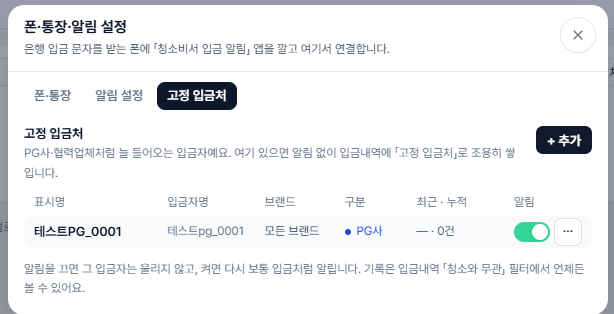 폰·통장·알림 설정
은행 입금 문자를 받는 폰에 「청소비서 입금 알림」 앱을 깔고 여기서 연결합니다.
폰·통장 알림 설정 고정 입금처
고정 입금처
PG사·협력업체처럼 늘 들어오는 입금자예요. 여기 있으면 알림 없이 입금내역에 「고정 입금처」로 조용히 쌓
입니다.
+ 추가
표시명 입금자명 브랜드 구분 최근 · 누적 알림
테스트PG_0001 테스트pg_0001 모든 브랜드 PG사 — · 0건
알림을 끄면 그 입금자는 울리지 않고, 켜면 다시 보통 입금처럼 알립니다. 기록은 입금내역 「청소와 무관」 필터에서 언제든
볼 수 있어요.